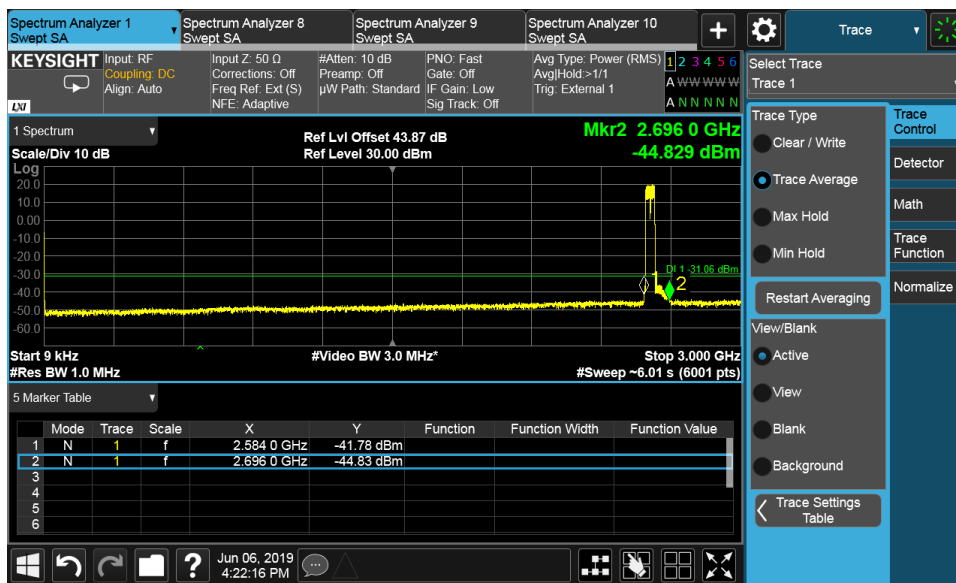 Spectrum Analyzer 1
Swept SA
Spectrum Analyzer 8
Swept SA
Spectrum Analyzer 9
Swept SA
Spectrum Analyzer 10
Swept SA
+
Trace
KEYSIGHT
LXI
Input: RF
Coupling: DC
Align: Auto
Input Z: 50 Ω
Corrections: Off
Freq Ref: Ext (S)
NFE: Adaptive
#Atten: 10 dB
Preamp: Off
µW Path: Standard
PNO: Fast
Gate: Off
IF Gain: Low
Sig Track: Off
Avg Type: Power (RMS)
Avg|Hold:>1/1
Trig: External 1
1 2 3 4 5 6
A W W W W W
A N N N N N
Select Trace
Trace 1
1 Spectrum
Scale/Div 10 dB
Ref Lvl Offset 43.87 dB
Ref Level 30.00 dBm
Mkr2 2.696 0 GHz
-44.829 dBm
Log
20.0
10.0
0.00
-10.0
-20.0
-30.0
-40.0
-50.0
-60.0
DL1 -31.06 dBm
1
2
Start 9 kHz
#Res BW 1.0 MHz
#Video BW 3.0 MHz*
Stop 3.000 GHz
#Sweep ~6.01 s (6001 pts)
5 Marker Table
Mode Trace Scale X Y Function Function Width Function Value
1 N 1 f 2.584 0 GHz -41.78 dBm
2 N 1 f 2.696 0 GHz -44.83 dBm
3
4
5
6
Trace Type
Clear / Write
Trace Average
Max Hold
Min Hold
Restart Averaging
View/Blank
Active
View
Blank
Background
Trace Settings
Table
Trace
Control
Detector
Math
Trace
Function
Normalize
?
Jun 06, 2019
4:22:16 PM